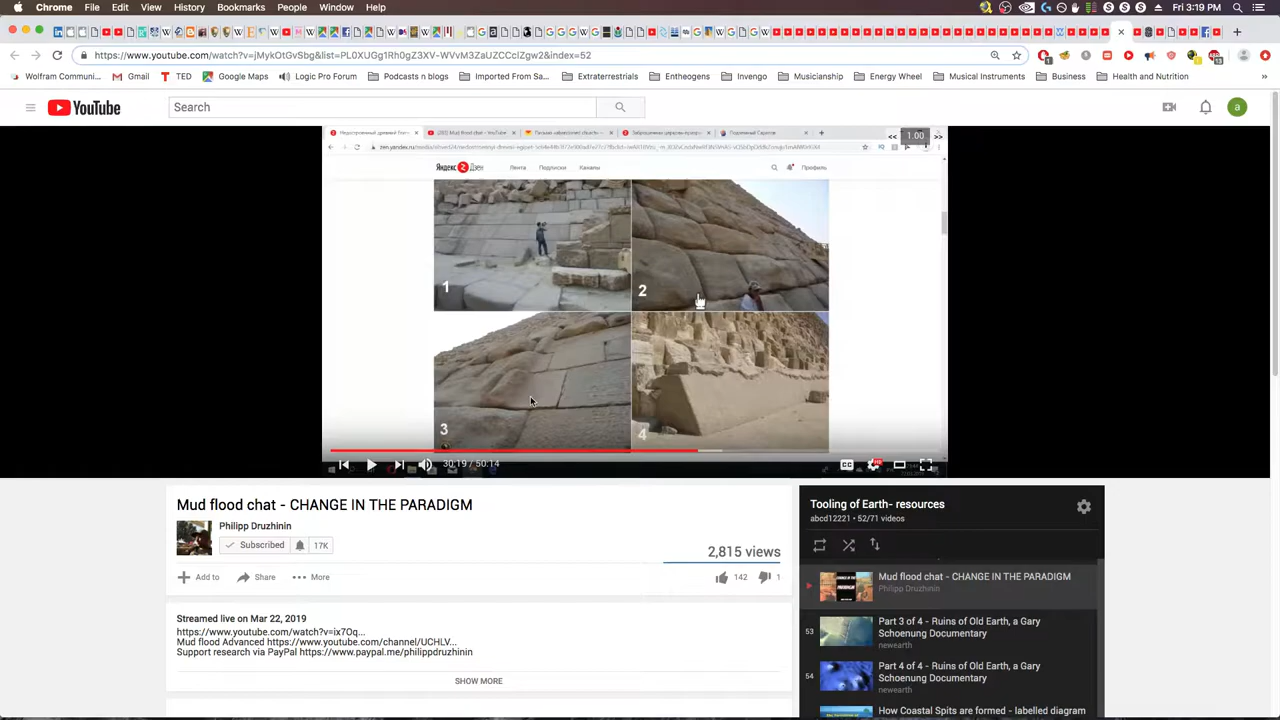 Chrome File Edit View History Bookmarks People Window Help
Fri 3:19 PM
https://www.youtube.com/watch?v=jMykOtGvSbg&list=PL0XUGg1Rh0gZ3XV-WVvM3ZaUZCCclZgw2&index=52
Wolfram Communi... Gmail TED Google Maps Logic Pro Forum Podcasts n blogs Imported From Sa... Extraterrestrials Entheogens Invengo Musicianship Energy Wheel Musical Instruments Business Health and Nutrition »
YouTube
Search
a
<< 1.00 >>
Яндекс Дзен Лента Подписки Каналы Профиль
1
2
3
4
30:19 / 50:14
CC HD
Mud flood chat - CHANGE IN THE PARADIGM
Philipp Druzhinin
Subscribed 17K
2,815 views
Add to Share More
142 1
Streamed live on Mar 22, 2019
https://www.youtube.com/watch?v=ix7Oq...
Mud flood Advanced https://www.youtube.com/channel/UCHLV...
Support research via PayPal https://www.paypal.me/philippdruzhinin
SHOW MORE
Tooling of Earth- resources
abcd12221 • 52/71 videos
Mud flood chat - CHANGE IN THE PARADIGM
Philipp Druzhinin
53
Part 3 of 4 - Ruins of Old Earth, a Gary
Schoenung Documentary
newearth
54
Part 4 of 4 - Ruins of Old Earth, a Gary
Schoenung Documentary
newearth
How Coastal Spits are formed - labelled diagram